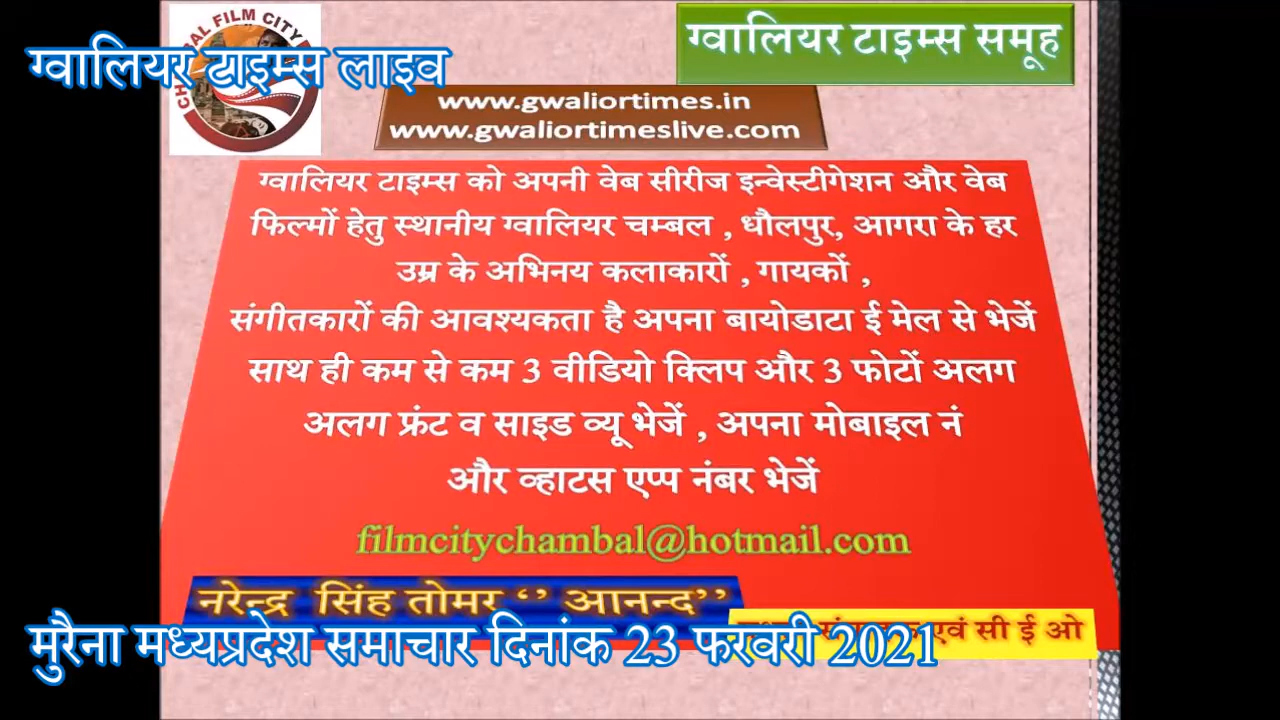 CHAMBAL FILM CITY
ग्वालियर टाइम्स लाइव
ग्वालियर टाइम्स समूह
www.gwaliortimes.in
www.gwaliortimeslive.com
ग्वालियर टाइम्स को अपनी वेब सीरीज इन्वेस्टीगेशन और वेब
फिल्मों हेतु स्थानीय ग्वालियर चम्बल , धौलपुर, आगरा के हर
उम्र के अभिनय कलाकारों , गायकों ,
संगीतकारों की आवश्यकता है अपना बायोडाटा ई मेल से भेजें
साथ ही कम से कम 3 वीडियो क्लिप और 3 फोटों अलग
अलग फ्रंट व साइड व्यू भेजें , अपना मोबाइल नं
और व्हाटस एप्प नंबर भेजें
filmcitychambal@hotmail.com
नरेन्द्र सिंह तोमर ‘’ आनन्द’’
एवं सी ई ओ
मुरैना मध्यप्रदेश समाचार दिनांक 23 फरवरी 2021